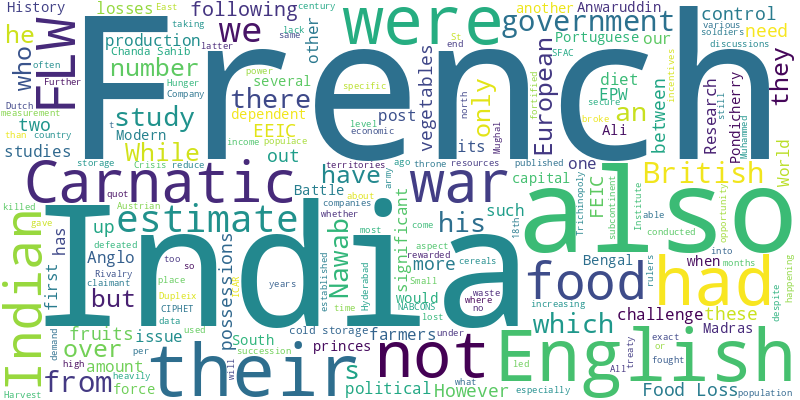 History losses following
another Anwaruddin
century East St lack taking same
FLW who he we other
were government control
various soldiers discussions
often latter end
production Chanda Sahib
Portuguese our need
SFAC
number Hunger Company power several
diet EPW
Further Dutch measurement
French
there dependent specific
vegetables only European
an Ali between
fortified secure incentives
than country two
study EEIC post level economic
north its Mughal
broke still
Research Pondicherry Muhammed they
Modern income populace
studies While
storage Crisis reduce out
territories ago throne resources published one
Carnatic have war
British World
killed quot Austrian
Battle army about
companies such capital FEIC
Trichinopoly subcontinent Institute
gave estimate
whether most come
18th able conducted opportunity
Indian up
defeated Nawab significant his
aspect rewarded
also
has Anglo possessions
Rivalry too so
more cereals
Bengal when into
first claimant place
established Hyderabad
Small would waste where no
food had
rulers months despite happening
but Dupleix low
India
years time lost NABCONS
which challenge these
CIPHET data used
cold storage farmers under
increasing
fruits issue
South princes
demand over per
not English
Madras exact or
Harvest high amount
succession
political what
led treaty fought All
from heavily force will
their However
especially Food Loss population